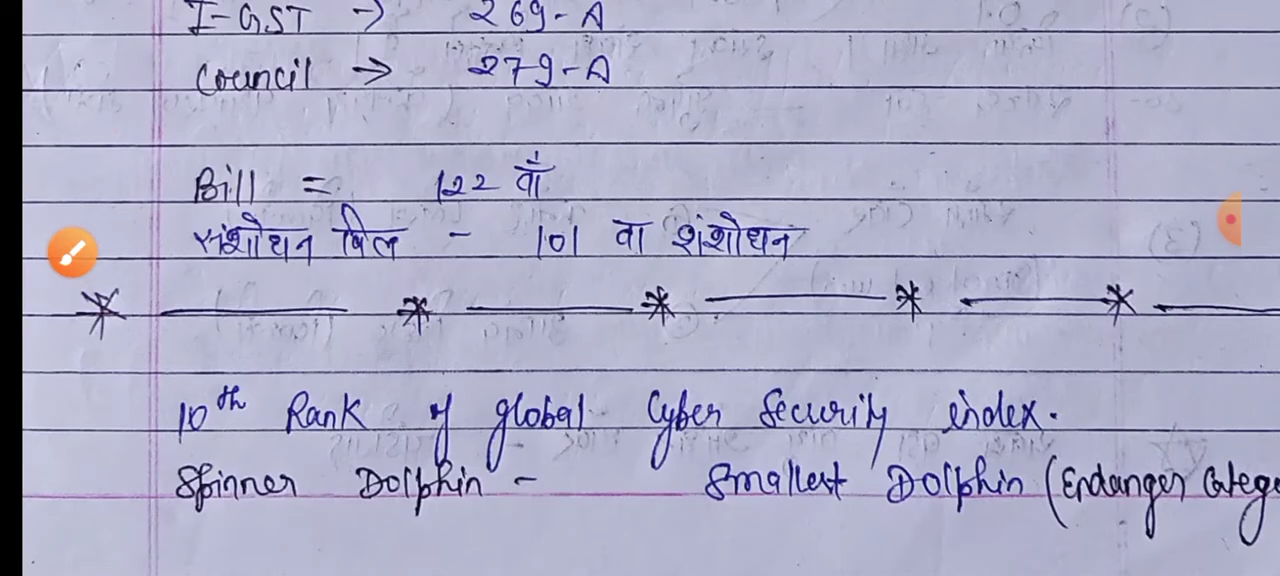 I-GST → 269-A
Council → 279-A
Bill = 122 वाँ
संशोधन बिल - 101 वा शंशोधन
10th Rank of global Cyber Security index.
Spinner Dolphin - Smallest Dolphin (Endanger Catego